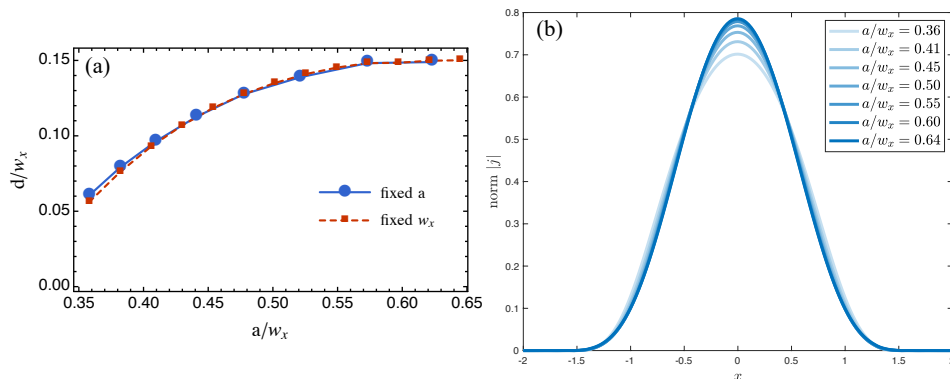 (a)
0.15
0.10
0.05
0.00
d/w_x
0.35 0.40 0.45 0.50 0.55 0.60 0.65
a/w_x
fixed a
fixed w_x
(b)
0.8
0.7
0.6
0.5
0.4
0.3
0.2
0.1
0
norm |j|
-2 -1.5 -1 -0.5 0 0.5 1 1.5 2
x
a/w_x = 0.36
a/w_x = 0.41
a/w_x = 0.45
a/w_x = 0.50
a/w_x = 0.55
a/w_x = 0.60
a/w_x = 0.64